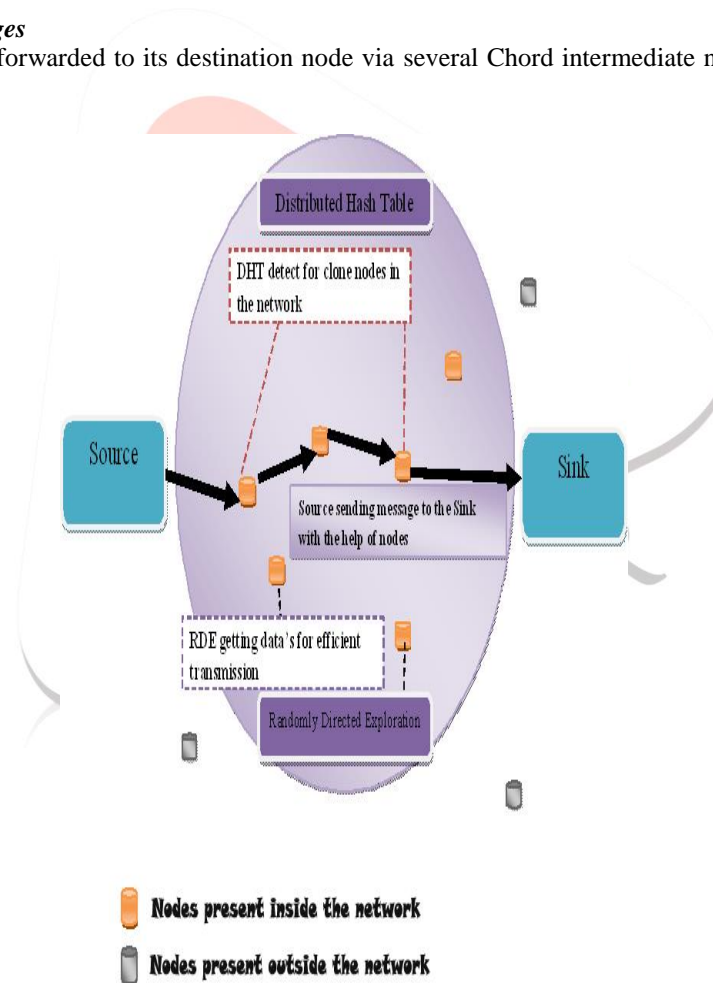 forwarded to its destination node via several Chord intermediate
Distributed Hash Table
DHT detect for clone nodes in
the network
Source
Sink
Source sending message to the Sink
with the help of nodes
RDE getting data's for efficient
transmission
Randomly Directed Exploration
Nodes present inside the network
Nodes present outside the network